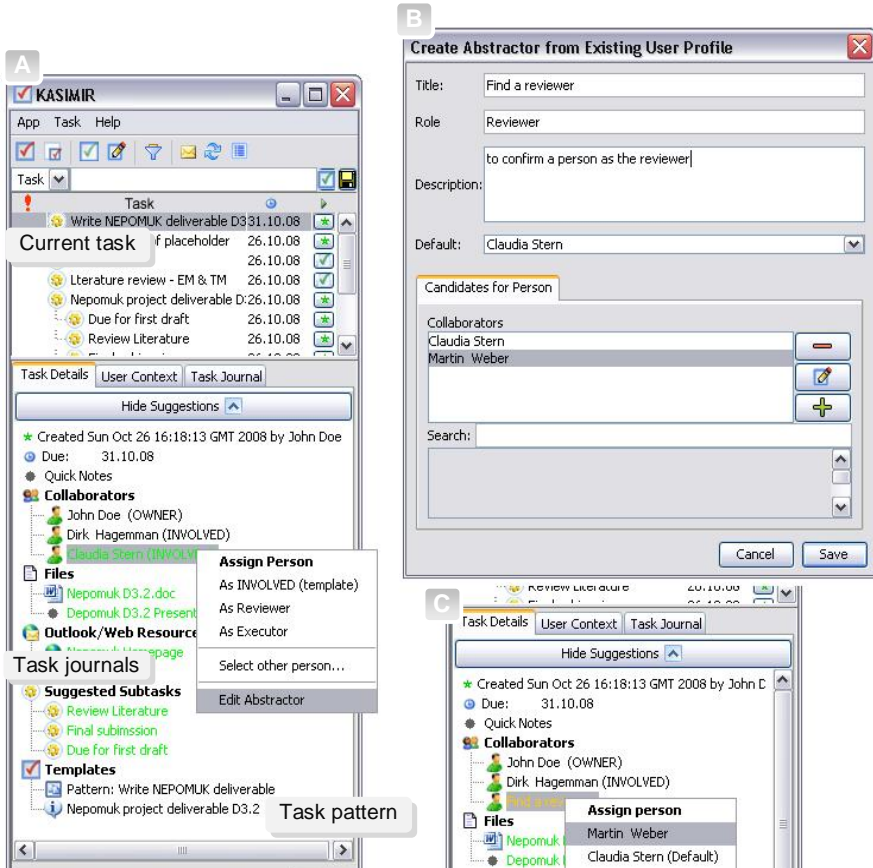 A
KASIMIR
App Task Help
Task
Task
Write NEPOMUK deliverable D3 31.10.08
Current task
f placeholder 26.10.08
26.10.08
Lterature review - EM & TM 26.10.08
Nepomuk project deliverable D: 26.10.08
Due for first draft 26.10.08
Review Literature 26.10.08
Task Details User Context Task Journal
Hide Suggestions
Created Sun Oct 26 16:18:13 GMT 2008 by John Doe
Due: 31.10.08
Quick Notes
Collaborators
John Doe (OWNER)
Dirk Hagemman (INVOLVED)
Claudia Stern (INVOLV
Files
Nepomuk D3.2.doc
Depomuk D3.2 Present
Outlook/Web Resource
Task journals
Suggested Subtasks
Review Literature
Final subimssion
Due for first draft
Templates
Pattern: Write NEPOMUK deliverable
Nepomuk project deliverable D3.2
Task pattern
Assign Person
As INVOLVED (template)
As Reviewer
As Executor
Select other person...
Edit Abstractor
B
Create Abstractor from Existing User Profile
Title: Find a reviewer
Role Reviewer
Description: to confirm a person as the reviewer
Default: Claudia Stern
Candidates for Person
Collaborators
Claudia Stern
Martin Weber
Search:
Cancel Save
C
Task Details User Context Task Journal
Hide Suggestions
Created Sun Oct 26 16:18:13 GMT 2008 by John D
Due: 31.10.08
Quick Notes
Collaborators
John Doe (OWNER)
Dirk Hagemman (INVOLVED)
Find a rev
Files
Nepomuk
Depomuk
Assign person
Martin Weber
Claudia Stern (Default)